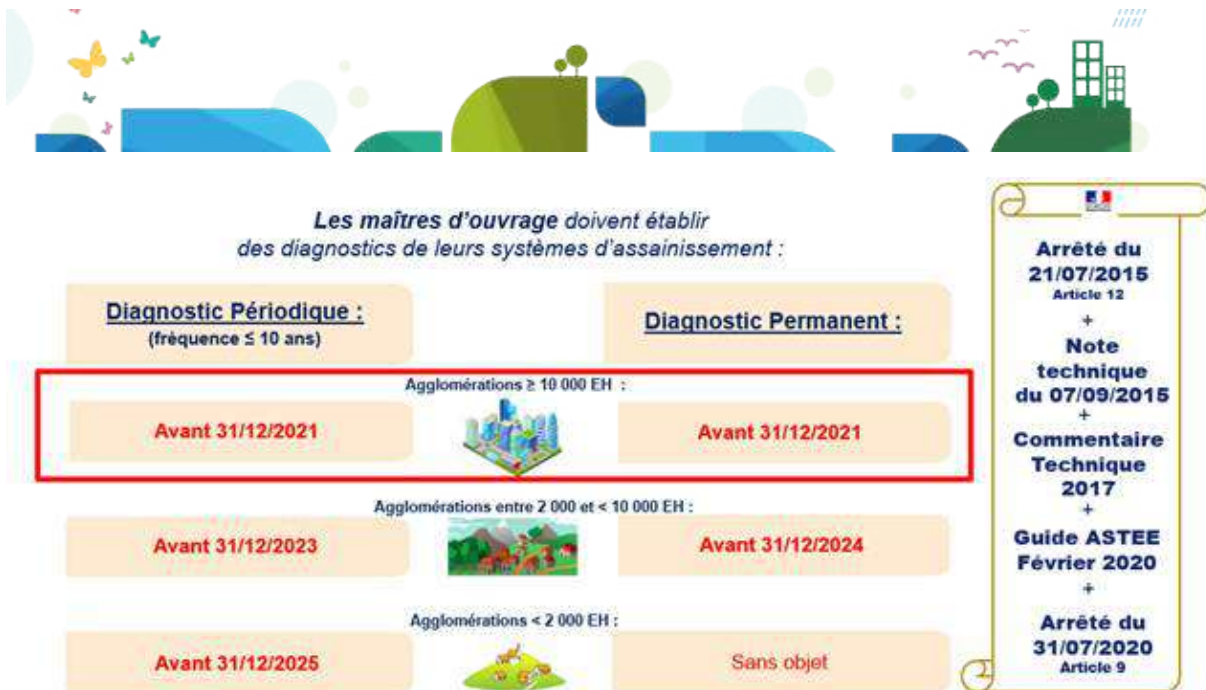 Les maîtres d'ouvrage doivent établir
des diagnostics de leurs systèmes d'assainissement :
Diagnostic Périodique :
(fréquence ≤ 10 ans)
Diagnostic Permanent :
Agglomérations ≥ 10 000 EH :
Avant 31/12/2021
Avant 31/12/2021
Agglomérations entre 2 000 et < 10 000 EH :
Avant 31/12/2023
Avant 31/12/2024
Agglomérations < 2 000 EH :
Avant 31/12/2025
Sans objet
Arrêté du
21/07/2015
Article 12
+
Note
technique
du 07/09/2015
+
Commentaire
Technique
2017
+
Guide ASTEE
Février 2020
+
Arrêté du
31/07/2020
Article 9